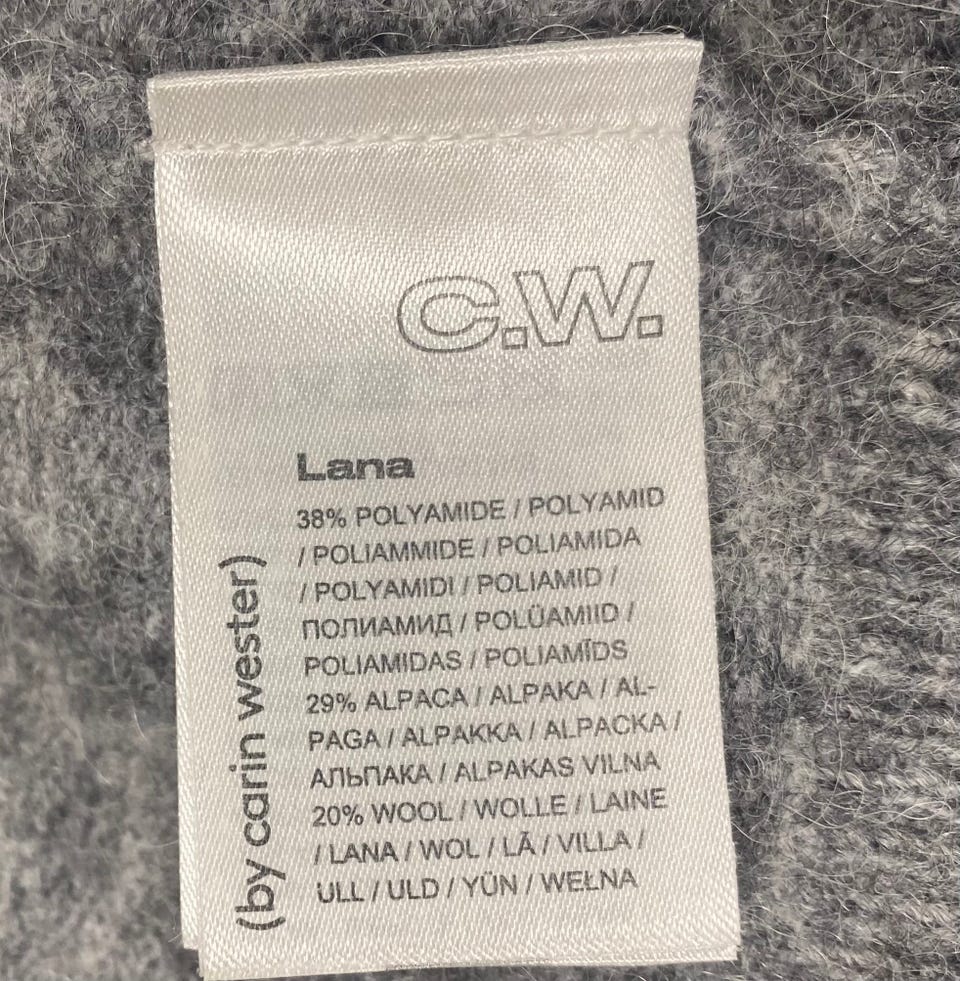 C.W.
Lana
38% POLYAMIDE / POLYAMID
/ POLIAMMIDE / POLIAMIDA
/ POLYAMIDI / POLIAMID /
ПОЛИАМИД / POLÜAMIID /
POLIAMIDAS / POLIAMĪDS
29% ALPACA / ALPAKA / AL-
PAGA / ALPAKKA / ALPACKA /
АЛЬПАКА / ALPAKAS VILNA
20% WOOL / WOLLE / LAINE
/ LANA / WOL / LÃ / VILLA /
ULL / ULD / YÜN / WEŁNA
(by carin wester)